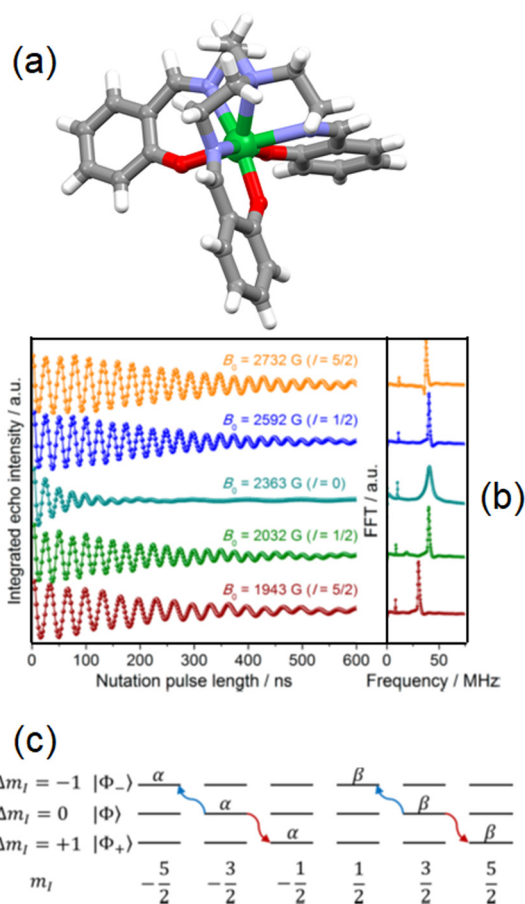 (a)
B₀ = 2732 G (I = 5/2)
B₀ = 2592 G (I = 1/2)
B₀ = 2363 G (I = 0)
B₀ = 2032 G (I = 1/2)
B₀ = 1943 G (I = 5/2)
Integrated echo intensity / a.u.
FFT / a.u.
(b)
0 100 200 300 400 500 600 0 50
Nutation pulse length / ns Frequency / MHz
(c)
Δm_I = −1 |Φ₋⟩ α β
Δm_I = 0 |Φ⟩ α β
Δm_I = +1 |Φ₊⟩ α β
m_I −5/2 −3/2 −1/2 1/2 3/2 5/2